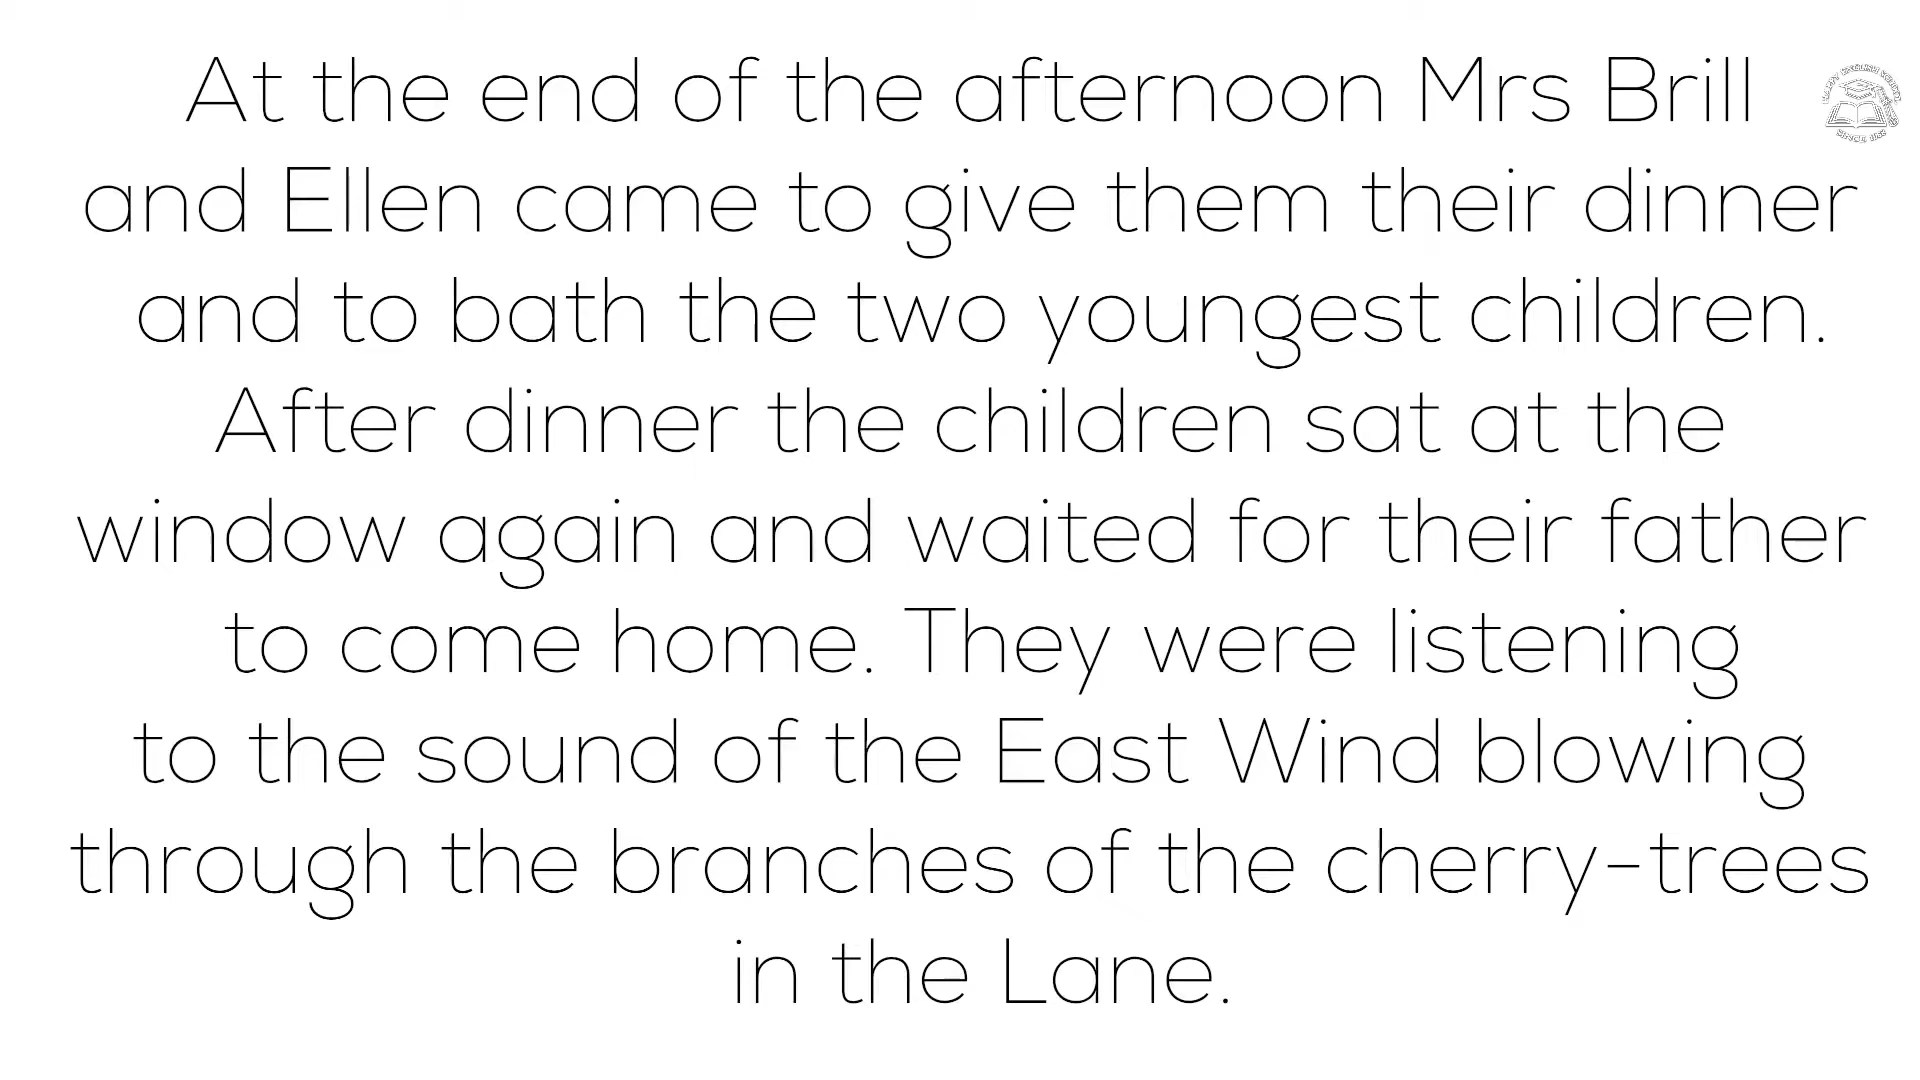 At the end of the afternoon Mrs Brill
and Ellen came to give them their dinner
and to bath the two youngest children.
After dinner the children sat at the
window again and waited for their father
to come home. They were listening
to the sound of the East Wind blowing
through the branches of the cherry-trees
in the Lane.